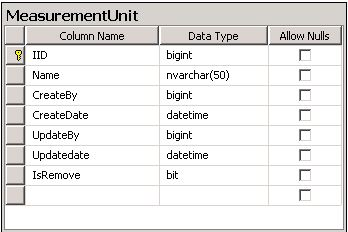 MeasurementUnit
Column Name Data Type Allow Nulls
IID bigint
Name nvarchar(50)
CreateBy bigint
CreateDate datetime
UpdateBy bigint
Updatedate datetime
IsRemove bit